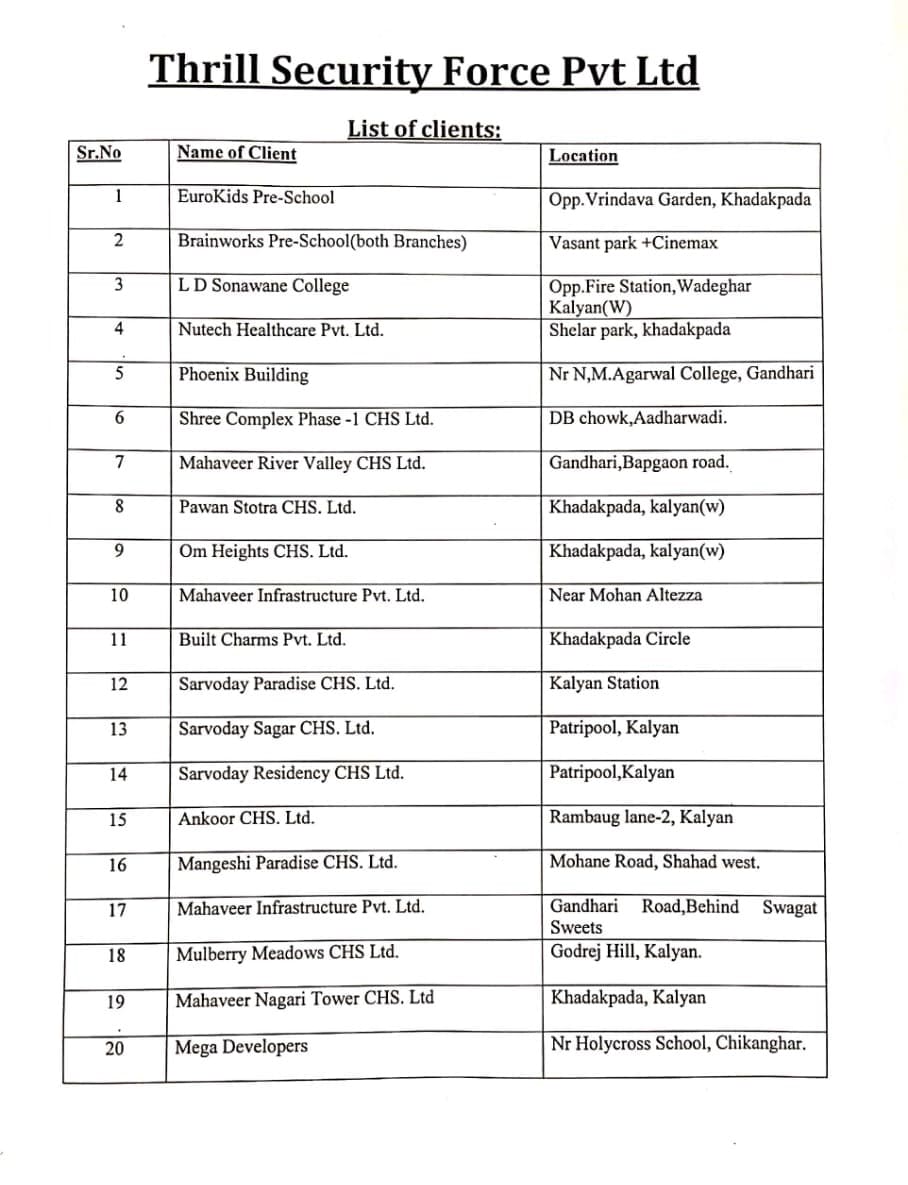 Thrill Security Force Pvt Ltd
List of clients:
Sr.No Name of Client Location
1 EuroKids Pre-School Opp.Vrindava Garden, Khadakpada
2 Brainworks Pre-School(both Branches) Vasant park +Cinemax
3 L D Sonawane College Opp.Fire Station,Wadeghar
Kalyan(W)
4 Nutech Healthcare Pvt. Ltd. Shelar park, khadakpada
5 Phoenix Building Nr N,M.Agarwal College, Gandhari
6 Shree Complex Phase -1 CHS Ltd. DB chowk,Aadharwadi.
7 Mahaveer River Valley CHS Ltd. Gandhari,Bapgaon road.
8 Pawan Stotra CHS. Ltd. Khadakpada, kalyan(w)
9 Om Heights CHS. Ltd. Khadakpada, kalyan(w)
10 Mahaveer Infrastructure Pvt. Ltd. Near Mohan Altezza
11 Built Charms Pvt. Ltd. Khadakpada Circle
12 Sarvoday Paradise CHS. Ltd. Kalyan Station
13 Sarvoday Sagar CHS. Ltd. Patripool, Kalyan
14 Sarvoday Residency CHS Ltd. Patripool,Kalyan
15 Ankoor CHS. Ltd. Rambaug lane-2, Kalyan
16 Mangeshi Paradise CHS. Ltd. Mohane Road, Shahad west.
17 Mahaveer Infrastructure Pvt. Ltd. Gandhari Road,Behind Swagat
Sweets
18 Mulberry Meadows CHS Ltd. Godrej Hill, Kalyan.
19 Mahaveer Nagari Tower CHS. Ltd Khadakpada, Kalyan
20 Mega Developers Nr Holycross School, Chikanghar.